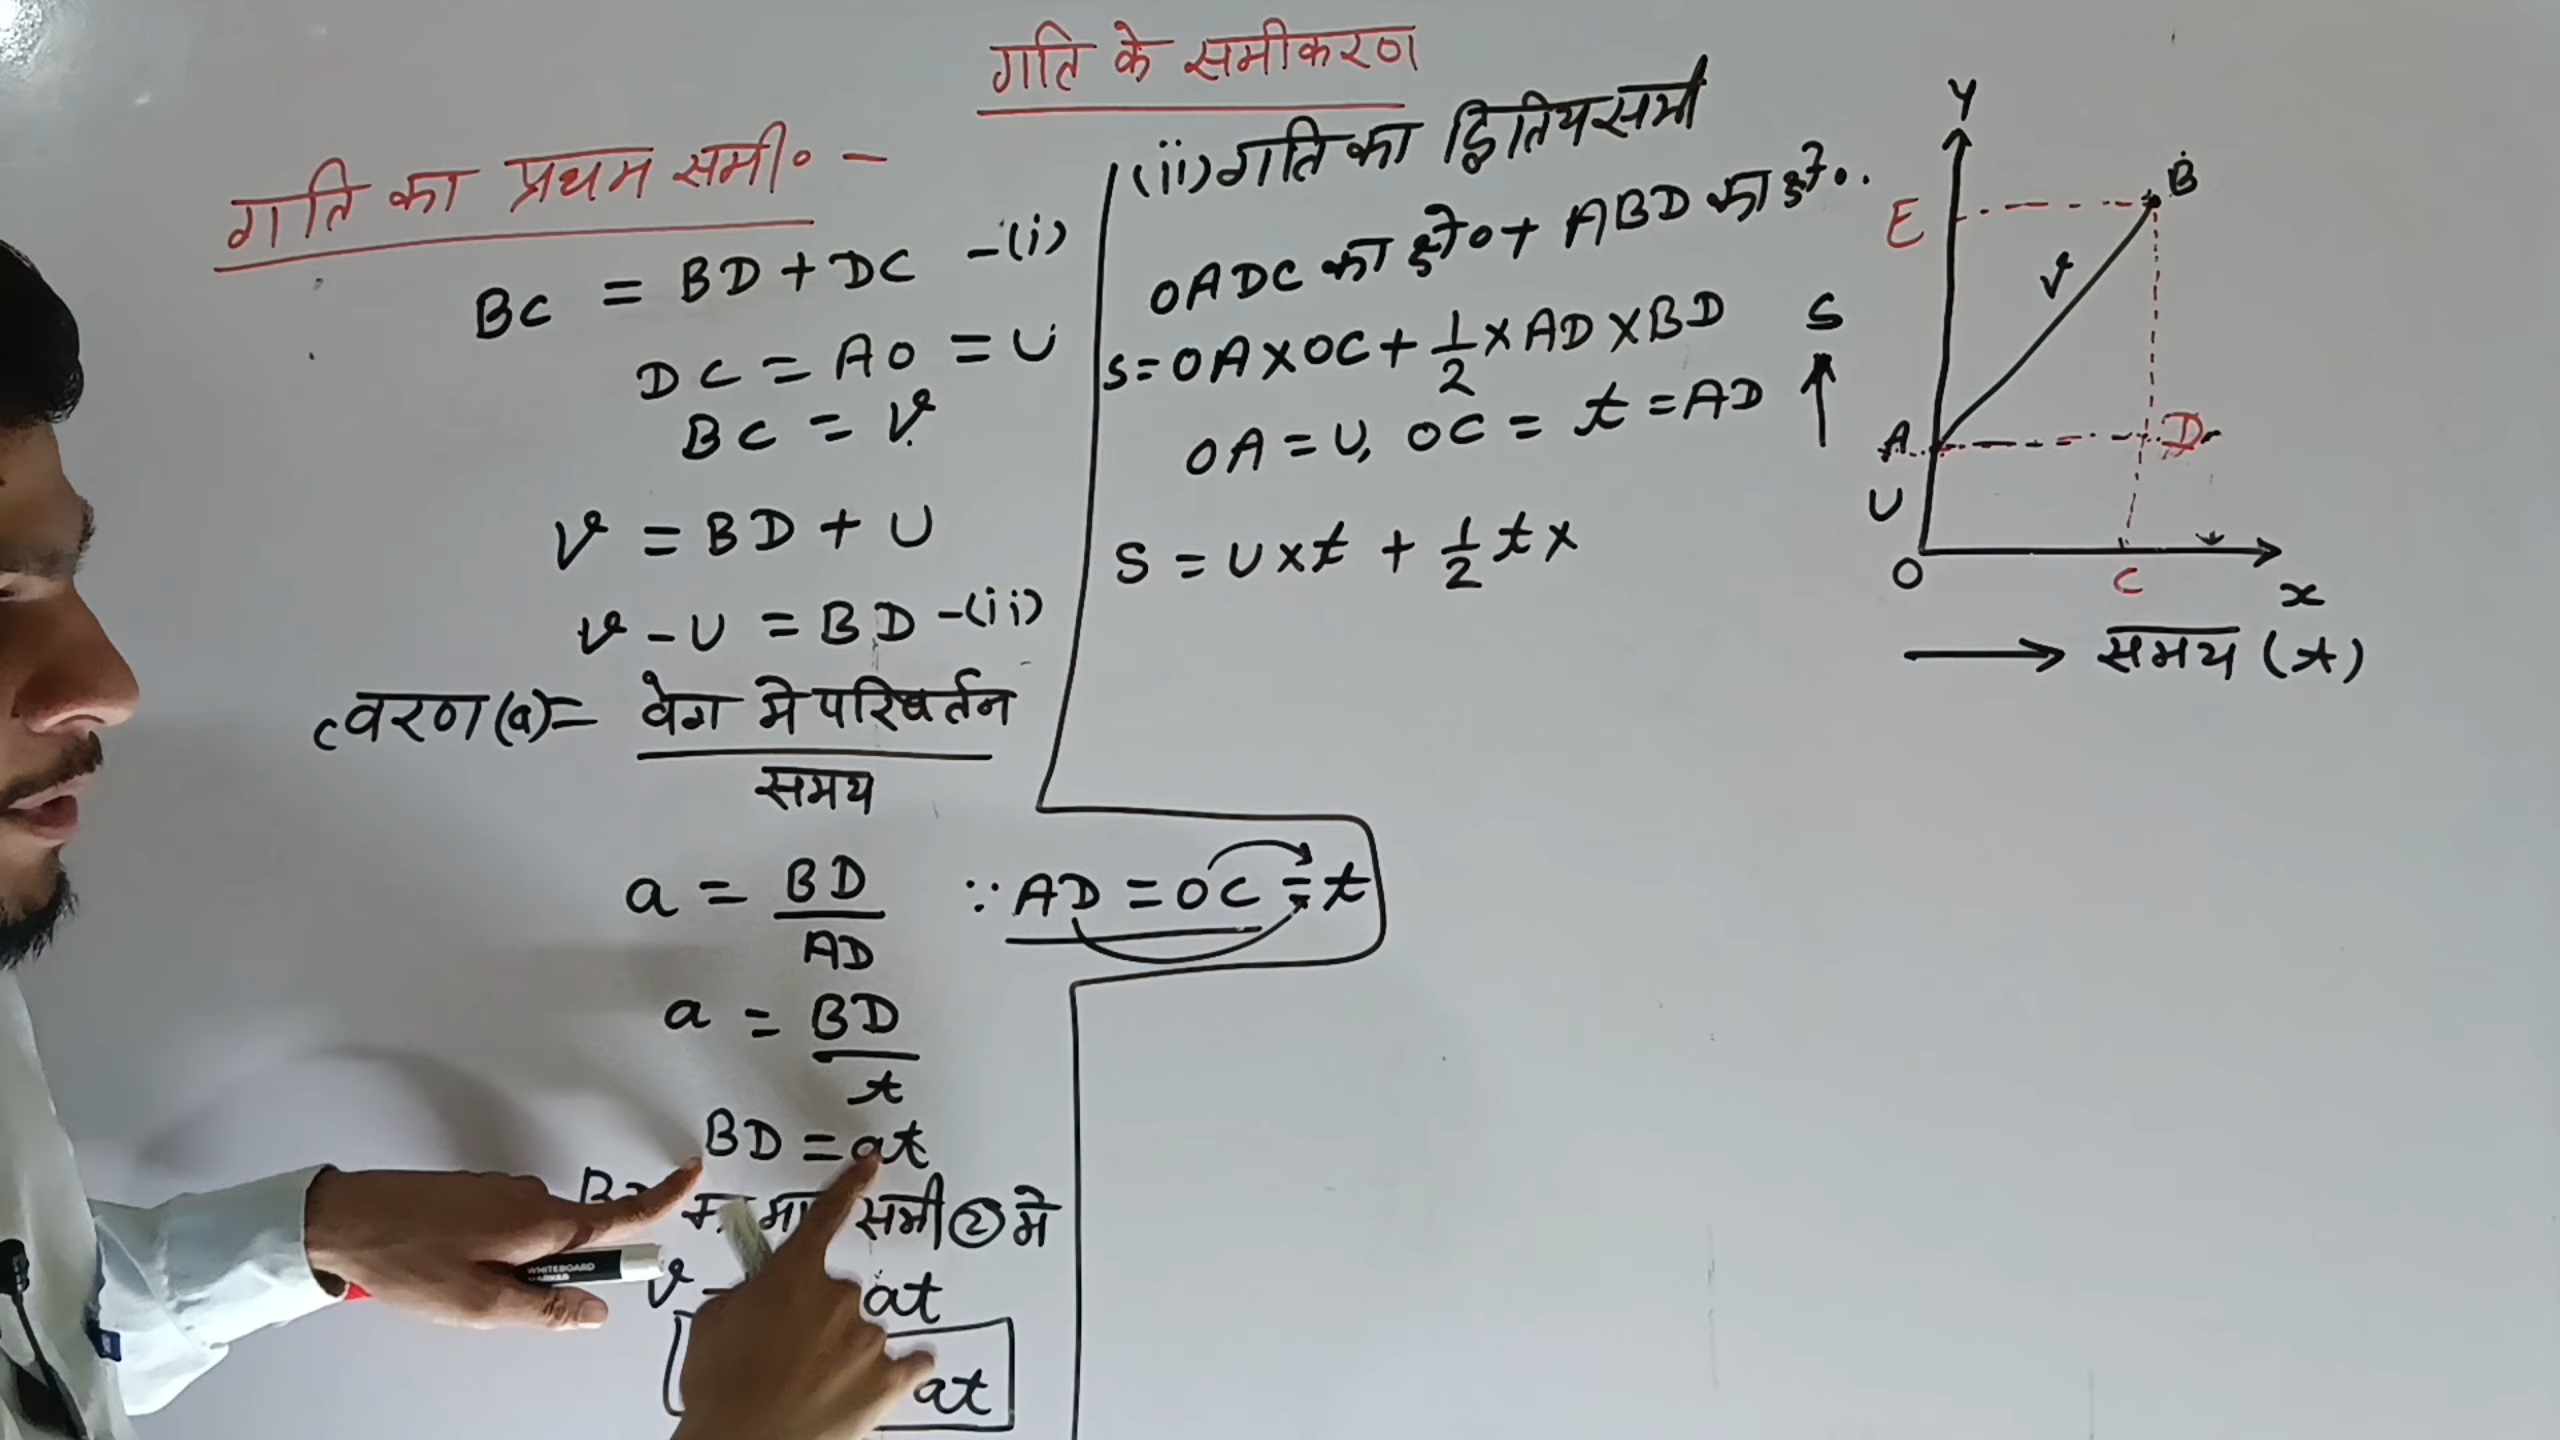 गति के समीकरण
गति का प्रथम समी० -
BC = BD + DC -(i)
DC = AO = U
BC = v
v = BD + U
v - U = BD -(ii)
त्वरण (a) = वेग मे परिवर्तन
समय
a = BD
AD
∵ AD = OC = t
a = BD
t
BD = at
समी ② मे
v - at
at
(ii) गति का द्वितिय समी
OADC का क्षे० + ABD का क्षे०.
S = OA x OC + 1/2 x AD x BD
OA = U, OC = t = AD
S = U x t + 1/2 t x
Y
B
E
v
S
A
D
U
O
C
x
समय (t)
WHITEBOARD MARKER